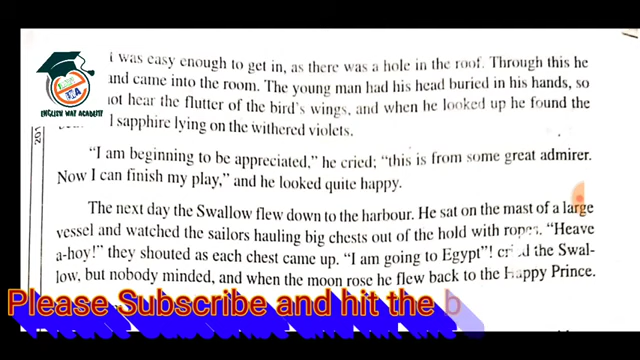 t was easy enough to get in, as there was a hole in the roof. Through this he
and came into the room. The young man had his head buried in his hands, so
not hear the flutter of the bird's wings, and when he looked up he found the
l sapphire lying on the withered violets.
ENGLISH WAY ACADEMY
201
"I am beginning to be appreciated," he cried; "this is from some great admirer.
Now I can finish my play," and he looked quite happy.
The next day the Swallow flew down to the harbour. He sat on the mast of a large
vessel and watched the sailors hauling big chests out of the hold with ropes. "Heave
a-hoy!" they shouted as each chest came up. "I am going to Egypt"! cried the Swal-
low, but nobody minded, and when the moon rose he flew back to the Happy Prince.
Please Subscribe and hit the b